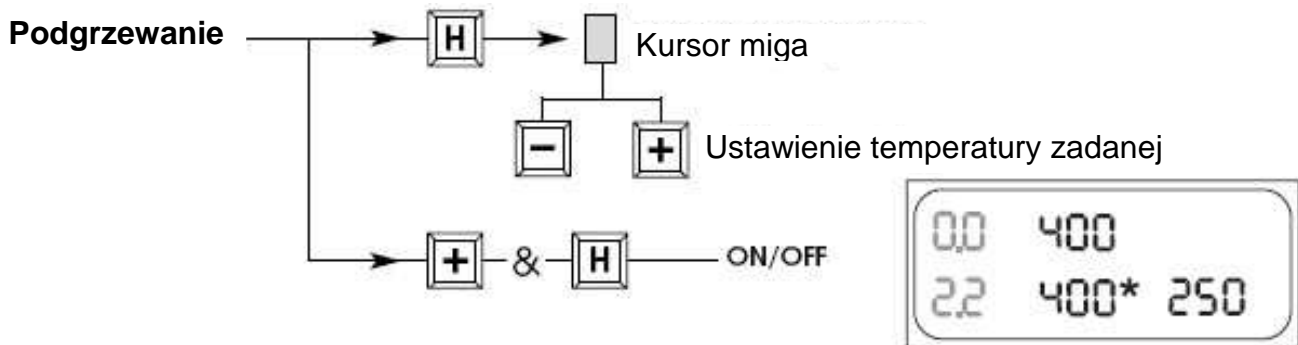 Podgrzewanie H Kursor miga
- + Ustawienie temperatury zadanej
+ & H ON/OFF
0.0 400
2.2 400* 250